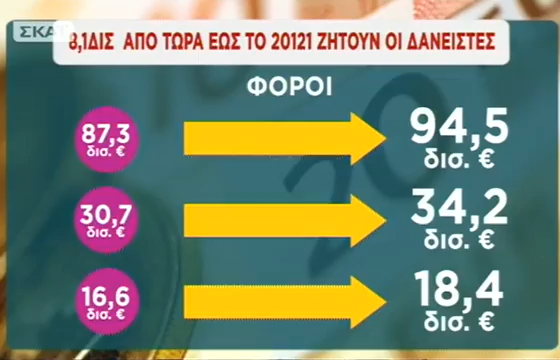 ΣΚΑΪ
8,1ΔΙΣ ΑΠΟ ΤΩΡΑ ΕΩΣ ΤΟ 20121 ΖΗΤΟΥΝ ΟΙ ΔΑΝΕΙΣΤΕΣ
ΦΟΡΟΙ
87,3 δισ. € 94,5 δισ. €
30,7 δισ. € 34,2 δισ. €
16,6 δισ. € 18,4 δισ. €